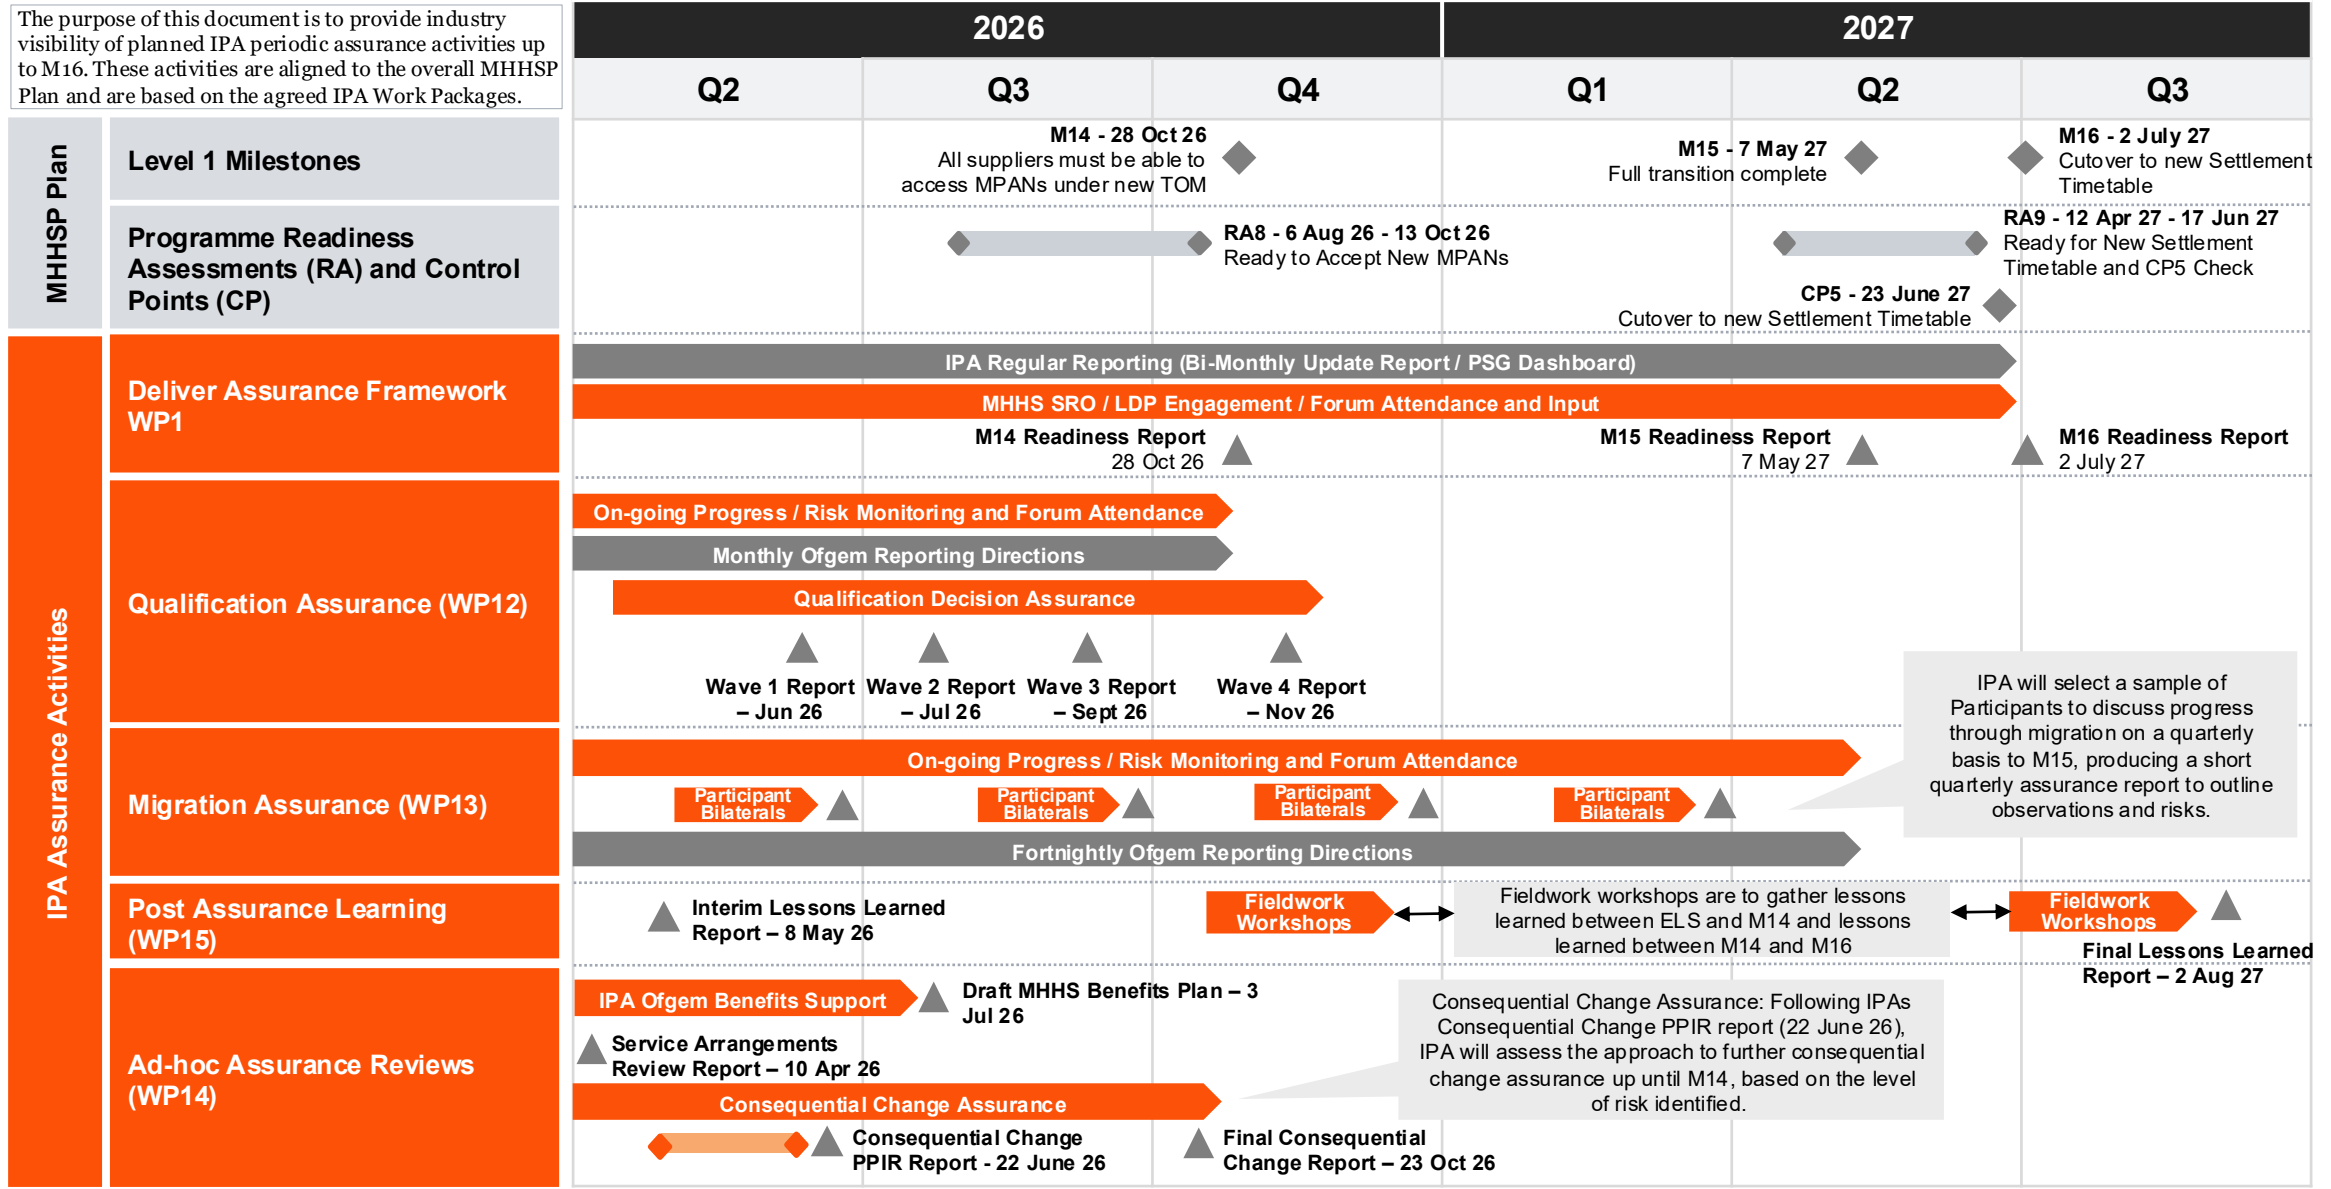 The purpose of this document is to provide industry
visibility of planned IPA periodic assurance activities up
to M16. These activities are aligned to the overall MHHSP
Plan and are based on the agreed IPA Work Packages.
2026
2027
Q2
Q3
Q4
Q1
Q2
Q3
MHHSP Plan
Level 1 Milestones
M14 - 28 Oct 26
All suppliers must be able to
access MPANs under new TOM
M15 - 7 May 27
Full transition complete
M16 - 2 July 27
Cutover to new Settlement
Timetable
Programme Readiness
Assessments (RA) and Control
Points (CP)
RA8 - 6 Aug 26 - 13 Oct 26
Ready to Accept New MPANs
RA9 - 12 Apr 27 - 17 Jun 27
Ready for New Settlement
Timetable and CP5 Check
CP5 - 23 June 27
Cutover to new Settlement Timetable
IPA Assurance Activities
Deliver Assurance Framework
WP1
IPA Regular Reporting (Bi-Monthly Update Report / PSG Dashboard)
MHHS SRO / LDP Engagement / Forum Attendance and Input
M14 Readiness Report
28 Oct 26
M15 Readiness Report
7 May 27
M16 Readiness Report
2 July 27
Qualification Assurance (WP12)
On-going Progress / Risk Monitoring and Forum Attendance
Monthly Ofgem Reporting Directions
Qualification Decision Assurance
Wave 1 Report
– Jun 26
Wave 2 Report
– Jul 26
Wave 3 Report
– Sept 26
Wave 4 Report
– Nov 26
IPA will select a sample of
Participants to discuss progress
through migration on a quarterly
basis to M15, producing a short
quarterly assurance report to outline
observations and risks.
Migration Assurance (WP13)
On-going Progress / Risk Monitoring and Forum Attendance
Participant
Bilaterals
Participant
Bilaterals
Participant
Bilaterals
Participant
Bilaterals
Fortnightly Ofgem Reporting Directions
Post Assurance Learning
(WP15)
Interim Lessons Learned
Report – 8 May 26
Fieldwork
Workshops
Fieldwork workshops are to gather lessons
learned between ELS and M14 and lessons
learned between M14 and M16
Fieldwork
Workshops
Final Lessons Learned
Report – 2 Aug 27
Ad-hoc Assurance Reviews
(WP14)
IPA Ofgem Benefits Support
Draft MHHS Benefits Plan – 3
Jul 26
Service Arrangements
Review Report – 10 Apr 26
Consequential Change Assurance
Consequential Change Assurance: Following IPAs
Consequential Change PPIR report (22 June 26),
IPA will assess the approach to further consequential
change assurance up until M14, based on the level
of risk identified.
Consequential Change
PPIR Report - 22 June 26
Final Consequential
Change Report – 23 Oct 26